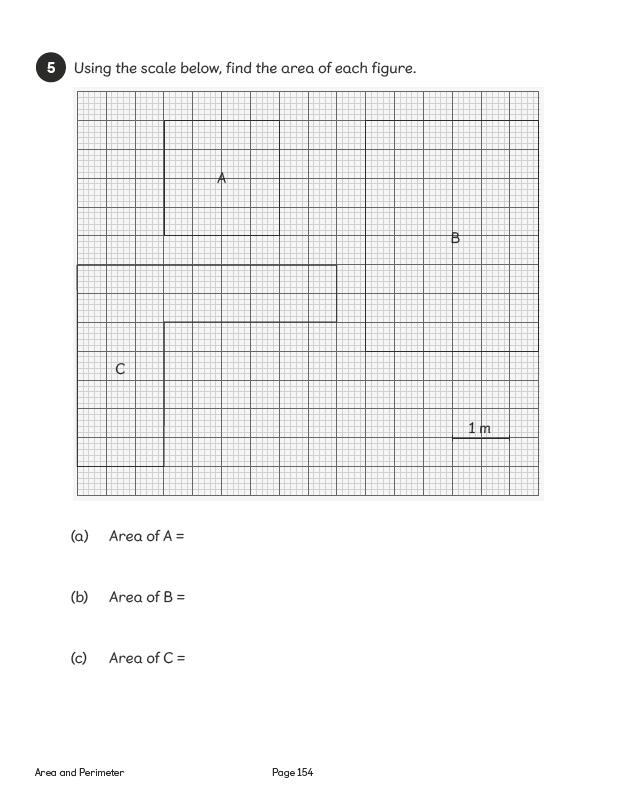 5 Using the scale below, find the area of each figure.
A
B
C
1 m
(a) Area of A =
(b) Area of B =
(c) Area of C =
Area and Perimeter Page 154